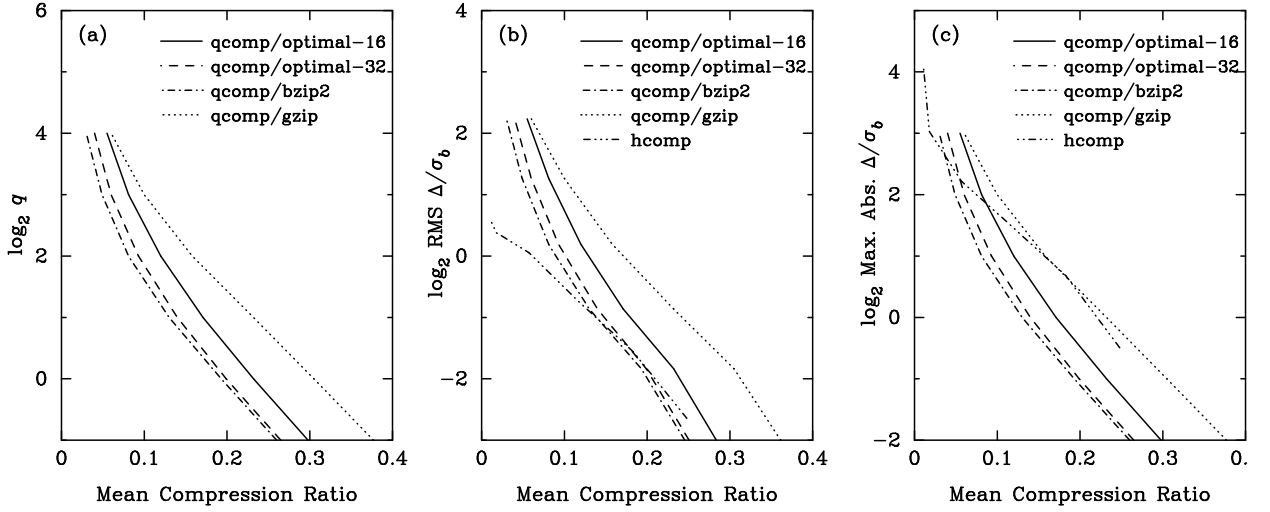 (a)
qcomp/optimal-16
qcomp/optimal-32
qcomp/bzip2
qcomp/gzip
6
4
2
0
log2 q
0 0.1 0.2 0.3 0.4
Mean Compression Ratio
(b)
qcomp/optimal-16
qcomp/optimal-32
qcomp/bzip2
qcomp/gzip
hcomp
4
2
0
−2
log2 RMS Δ/σb
0 0.1 0.2 0.3 0.4
Mean Compression Ratio
(c)
qcomp/optimal-16
qcomp/optimal-32
qcomp/bzip2
qcomp/gzip
hcomp
4
2
0
−2
log2 Max. Abs. Δ/σb
0 0.1 0.2 0.3 0.
Mean Compression Ratio